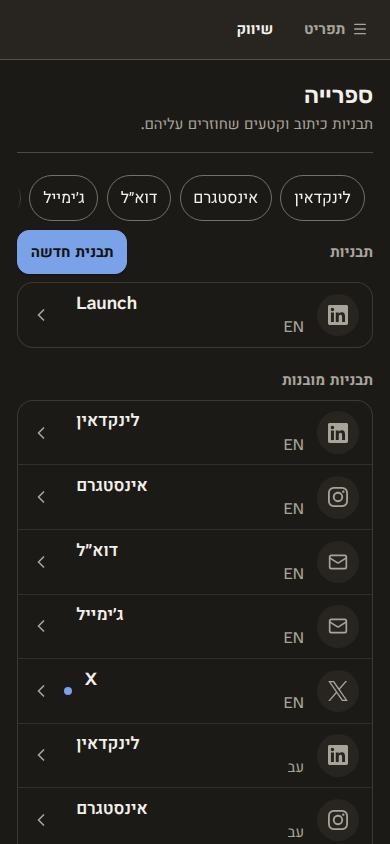 תפריט
שיווק
ספרייה
תבניות כיתוב וקטעים שחוזרים עליהם.
לינקדאין
אינסטגרם
דוא״ל
ג׳ימייל
תבניות
תבנית חדשה
Launch
EN
תבניות מובנות
לינקדאין
EN
אינסטגרם
EN
דוא״ל
EN
ג׳ימייל
EN
X
EN
לינקדאין
עב
אינסטגרם
עב